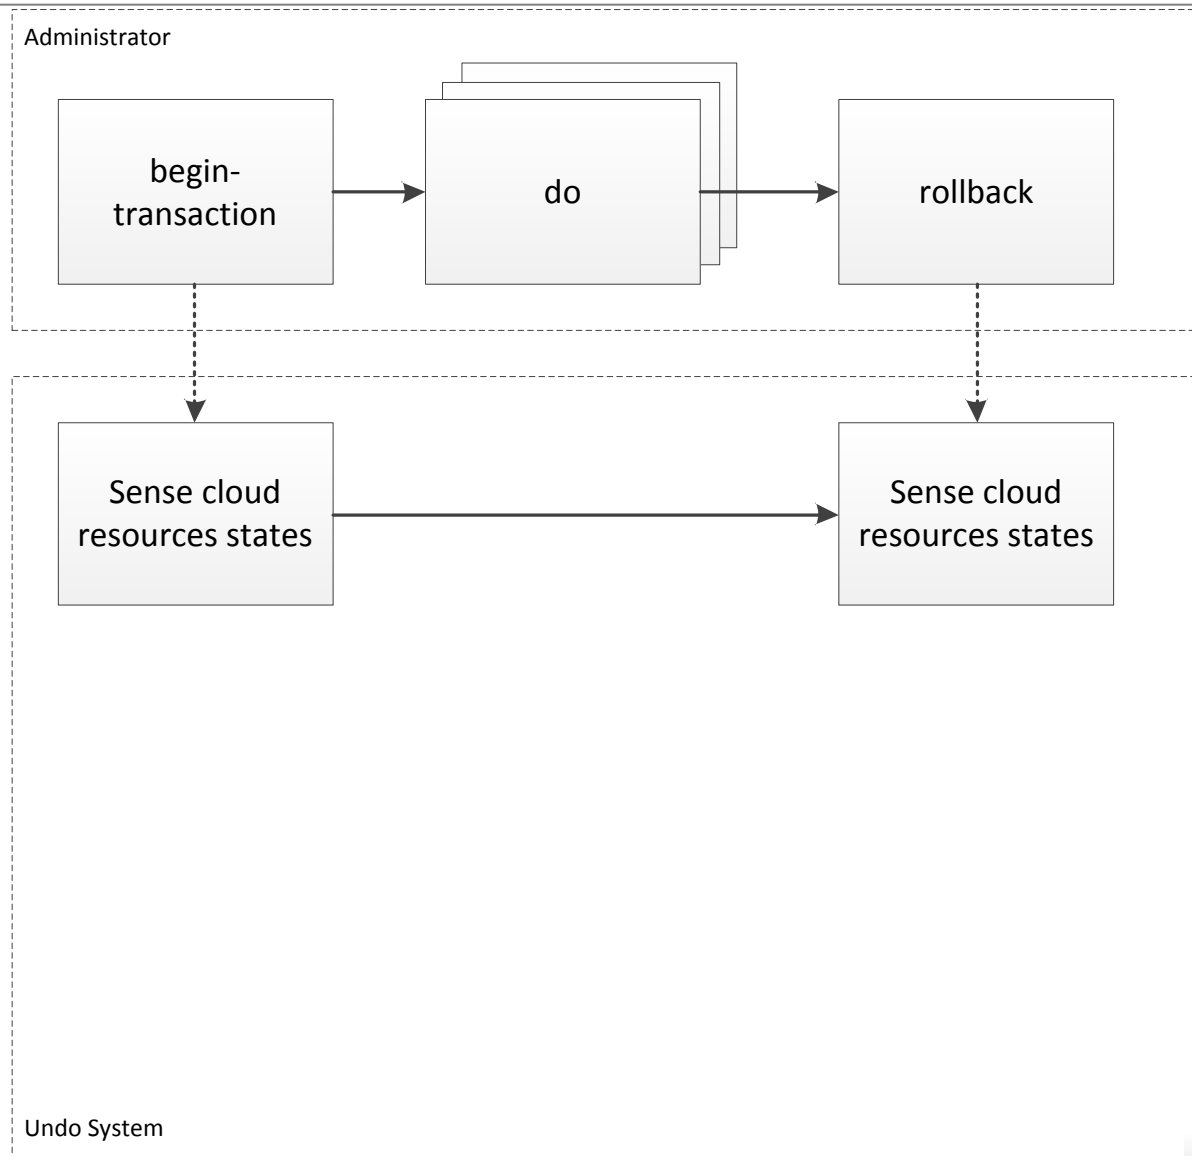 Administrator
begin-
transaction
do
rollback
Sense cloud
resources states
Sense cloud
resources states
Undo System